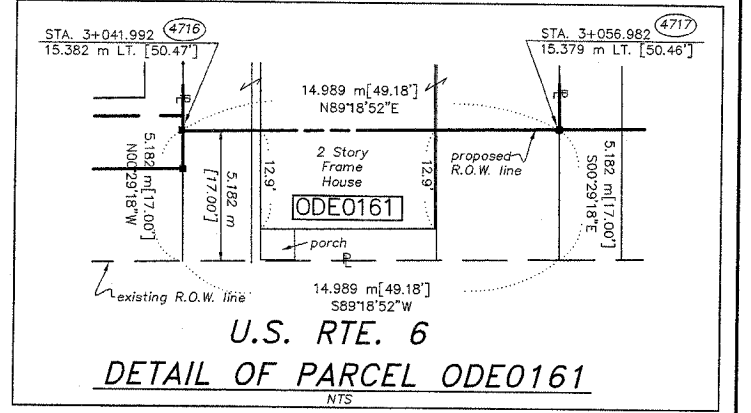 STA. 3+041.992 4716
15.382 m LT. [50.47']
STA. 3+056.982 4717
15.379 m LT. [50.46']
PL
PL
14.989 m[49.18']
N89°18'52"E
5.182 m[17.00']
N00°29'18"W
5.182 m
[17.00']
12.9'
2 Story
Frame
House
ODE0161
12.9'
proposed
R.O.W. line
5.182 m[17.00']
S00°29'18"E
porch
PL
existing R.O.W. line
14.989 m[49.18']
S89°18'52"W
U.S. RTE. 6
DETAIL OF PARCEL ODE0161
NTS